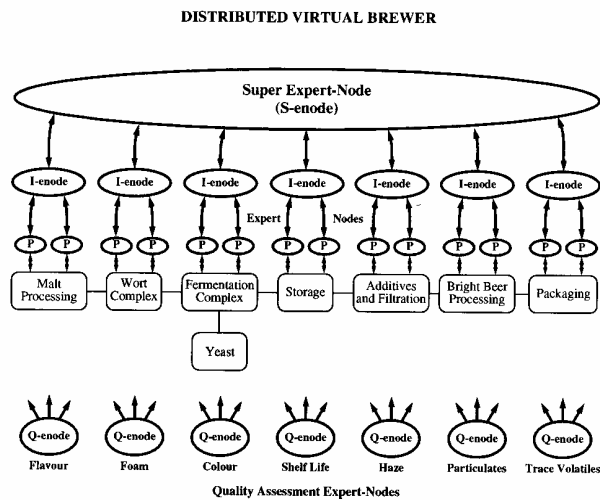 DISTRIBUTED VIRTUAL BREWER
Super Expert-Node
(S-enode)
I-enode I-enode I-enode I-enode I-enode I-enode I-enode
Expert Nodes
P P P P P P P P P P P P P P
Malt
Processing
Wort
Complex
Fermentation
Complex
Storage
Additives
and Filtration
Bright Beer
Processing
Packaging
Yeast
Q-enode Q-enode Q-enode Q-enode Q-enode Q-enode Q-enode
Flavour Foam Colour Shelf Life Haze Particulates Trace Volatiles
Quality Assessment Expert-Nodes